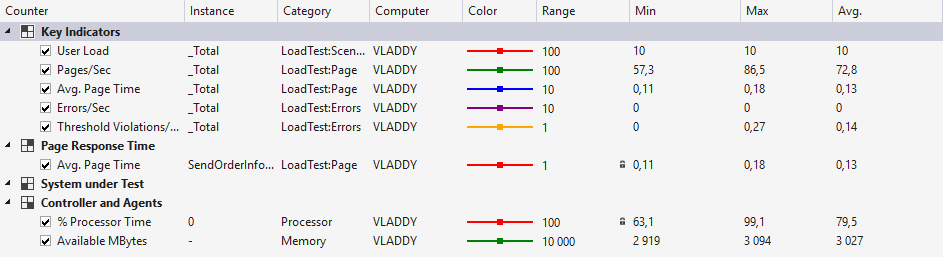 Counter Instance Category Computer Color Range Min Max Avg.
Key Indicators
User Load _Total LoadTest:Scen... VLADDY 100 10 10 10
Pages/Sec _Total LoadTest:Page VLADDY 100 57,3 86,5 72,8
Avg. Page Time _Total LoadTest:Page VLADDY 10 0,11 0,18 0,13
Errors/Sec _Total LoadTest:Errors VLADDY 10 0 0 0
Threshold Violations/... _Total LoadTest:Errors VLADDY 1 0 0,27 0,14
Page Response Time
Avg. Page Time SendOrderInfo... LoadTest:Page VLADDY 1 0,11 0,18 0,13
System under Test
Controller and Agents
% Processor Time 0 Processor VLADDY 100 63,1 99,1 79,5
Available MBytes - Memory VLADDY 10 000 2 919 3 094 3 027